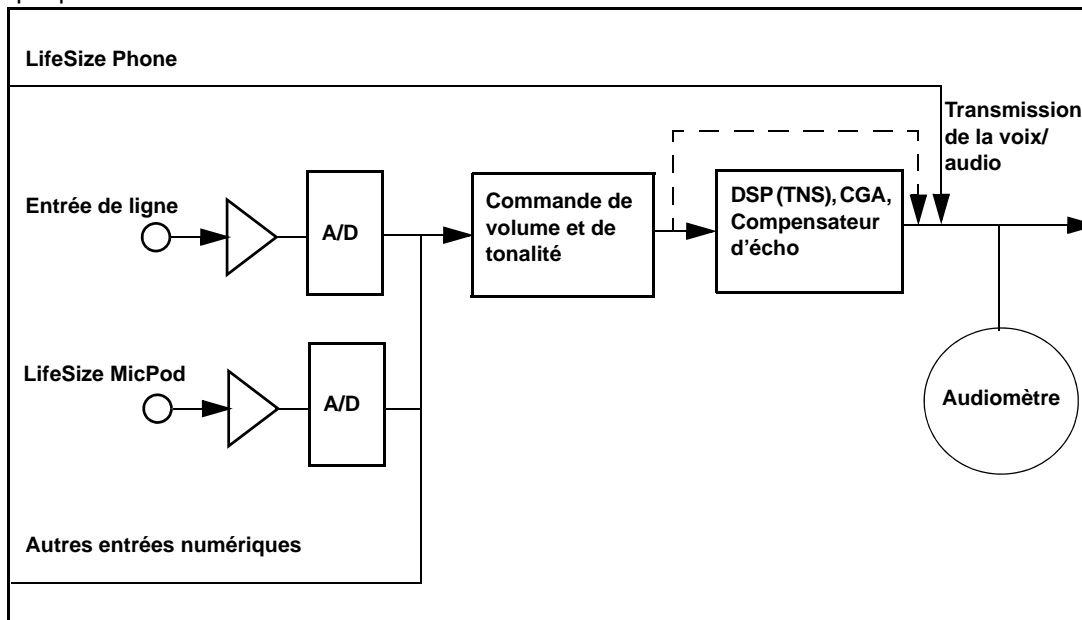 LifeSize Phone
Transmission
de la voix/
audio
Entrée de ligne
A/D
Commande de
volume et de
tonalité
DSP (TNS), CGA,
Compensateur
d'écho
LifeSize MicPod
A/D
Audiomètre
Autres entrées numériques